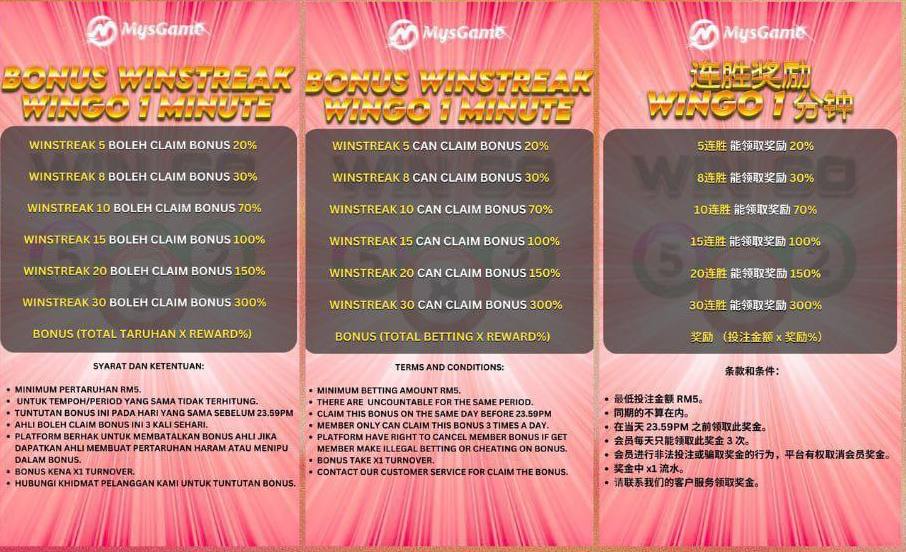 MysGame
BONUS WINSTREAK
WINGO 1 MINUTE
WINSTREAK 5 BOLEH CLAIM BONUS 20%
WINSTREAK 8 BOLEH CLAIM BONUS 30%
WINSTREAK 10 BOLEH CLAIM BONUS 70%
WINSTREAK 15 BOLEH CLAIM BONUS 100%
WINSTREAK 20 BOLEH CLAIM BONUS 150%
WINSTREAK 30 BOLEH CLAIM BONUS 300%
BONUS (TOTAL TARUHAN X REWARD%)
SYARAT DAN KETENTUAN:
• MINIMUM PERTARUHAN RM5.
• UNTUK TEMPOH/PERIOD YANG SAMA TIDAK TERHITUNG.
• TUNTUTAN BONUS INI PADA HARI YANG SAMA SEBELUM 23.59PM
• AHLI BOLEH CLAIM BONUS INI 3 KALI SEHARI.
• PLATFORM BERHAK UNTUK MEMBATALKAN BONUS AHLI JIKA
DAPATKAN AHLI MEMBUAT PERTARUHAN HARAM ATAU MENIPU
DALAM BONUS.
• BONUS KENA X1 TURNOVER.
• HUBUNGI KHIDMAT PELANGGAN KAMI UNTUK TUNTUTAN BONUS.
MysGame
BONUS WINSTREAK
WINGO 1 MINUTE
WINSTREAK 5 CAN CLAIM BONUS 20%
WINSTREAK 8 CAN CLAIM BONUS 30%
WINSTREAK 10 CAN CLAIM BONUS 70%
WINSTREAK 15 CAN CLAIM BONUS 100%
WINSTREAK 20 CAN CLAIM BONUS 150%
WINSTREAK 30 CAN CLAIM BONUS 300%
BONUS (TOTAL BETTING X REWARD%)
TERMS AND CONDITIONS:
• MINIMUM BETTING AMOUNT RM5.
• THERE ARE UNCOUNTABLE FOR THE SAME PERIOD.
• CLAIM THIS BONUS ON THE SAME DAY BEFORE 23.59PM
• MEMBER ONLY CAN CLAIM THIS BONUS 3 TIMES A DAY.
• PLATFORM HAVE RIGHT TO CANCEL MEMBER BONUS IF GET
MEMBER MAKE ILLEGAL BETTING OR CHEATING ON BONUS.
• BONUS TAKE X1 TURNOVER.
• CONTACT OUR CUSTOMER SERVICE FOR CLAIM THE BONUS.
MysGame
连胜奖励
WINGO 1 分钟
5连胜 能领取奖励 20%
8连胜 能领取奖励 30%
10连胜 能领取奖励 70%
15连胜 能领取奖励 100%
20连胜 能领取奖励 150%
30连胜 能领取奖励 300%
奖励 （投注金额 x 奖励%）
条款和条件：
• 最低投注金额 RM5。
• 同期的不算在内。
• 在当天 23.59PM 之前领取此奖金。
• 会员每天只能领取此奖金 3 次。
• 会员进行非法投注或骗取奖金的行为，平台有权取消会员奖金。
• 奖金中 x1 流水。
• 请联系我们的客户服务领取奖金。